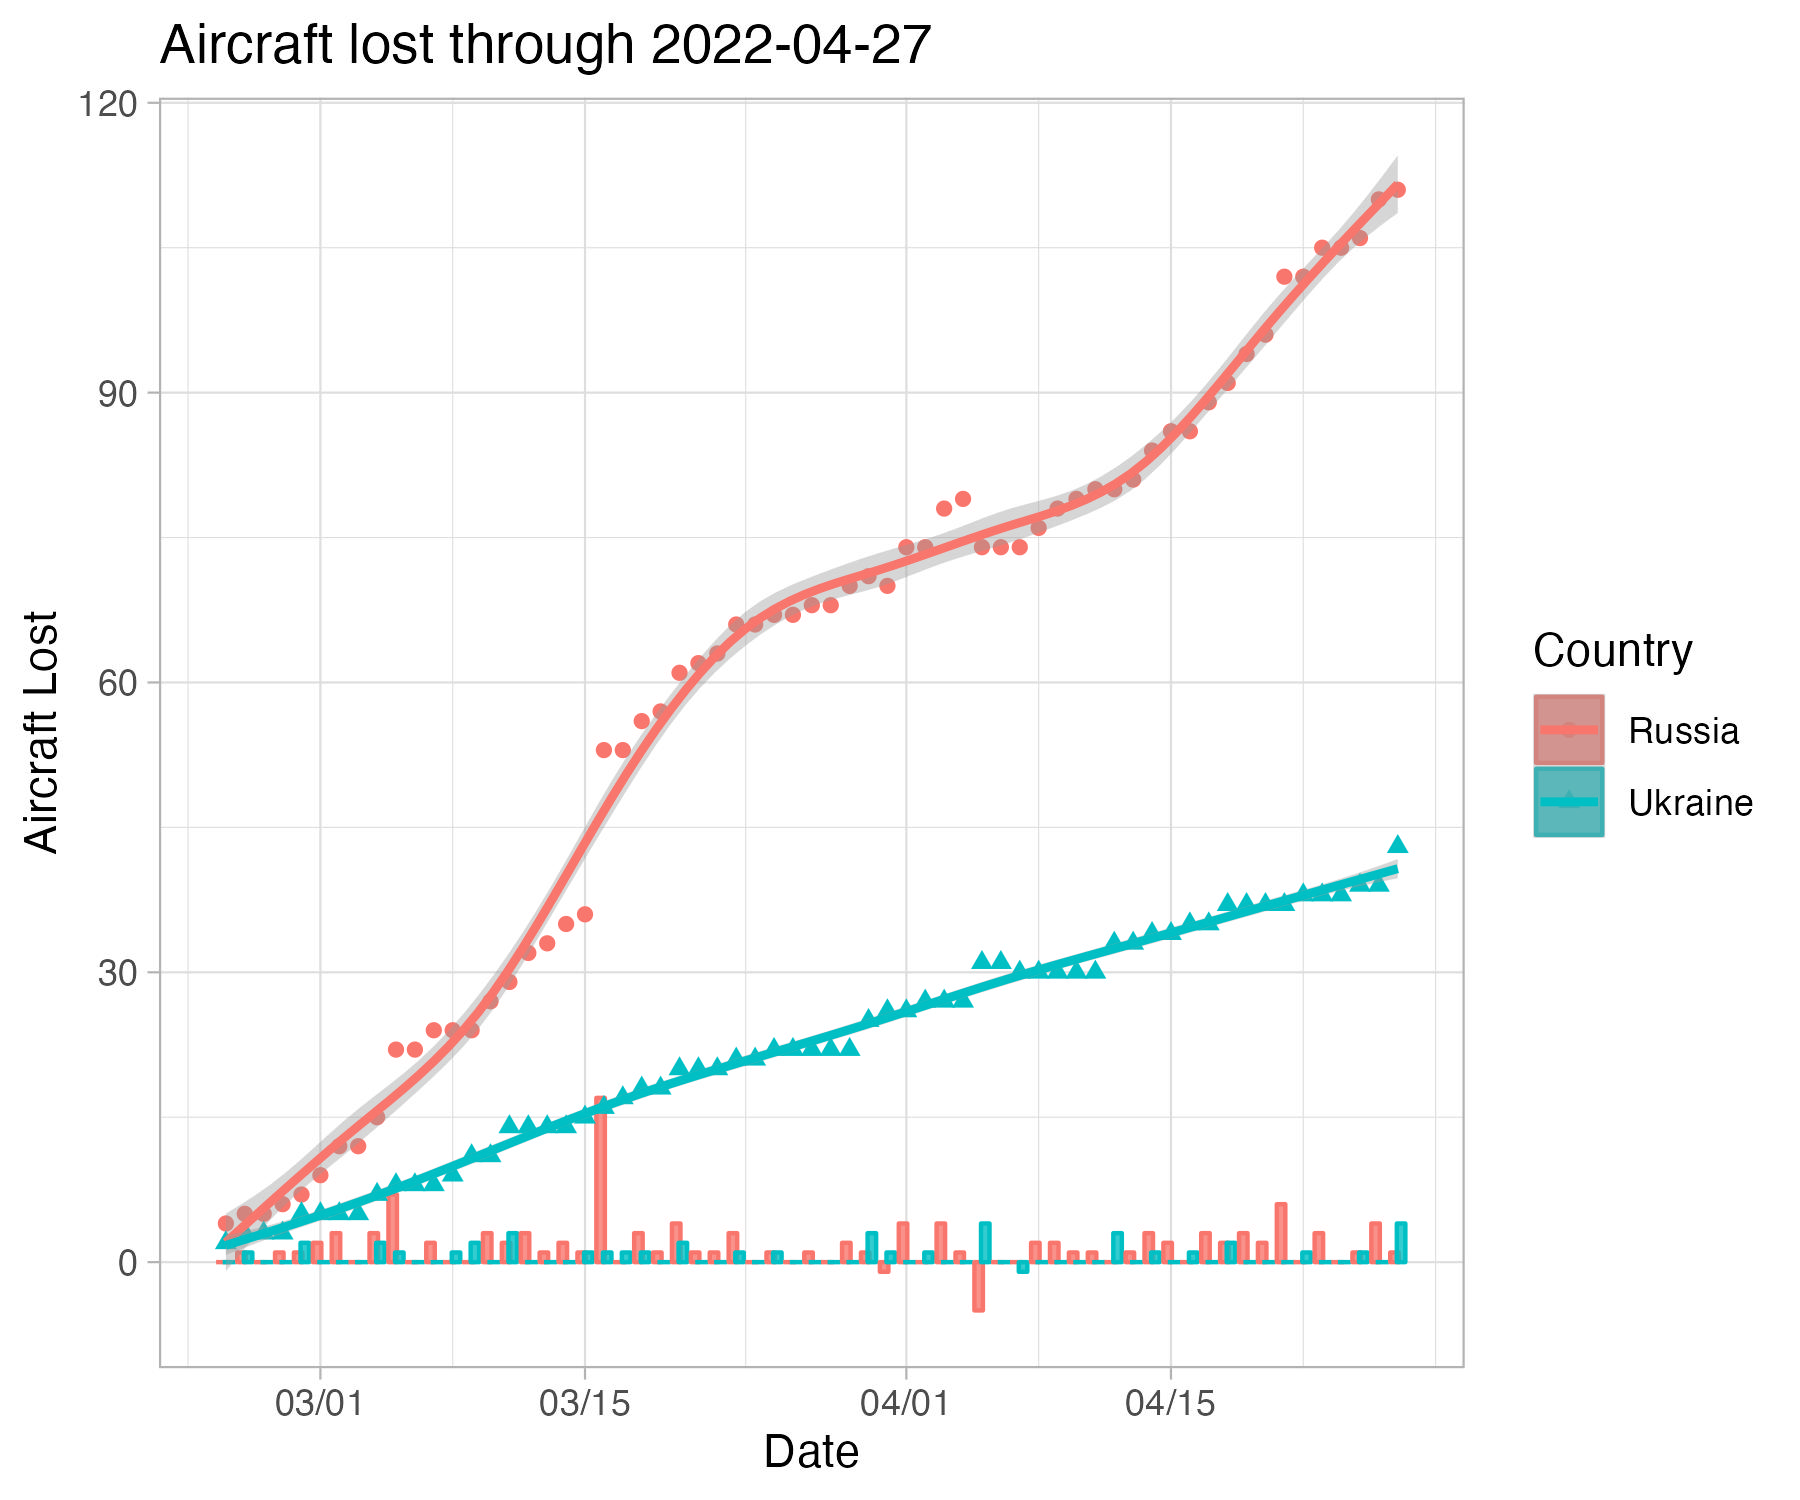 Aircraft lost through 2022-04-27
120
90
60
30
0
Aircraft Lost
03/01 03/15 04/01 04/15
Date
Country
Russia
Ukraine